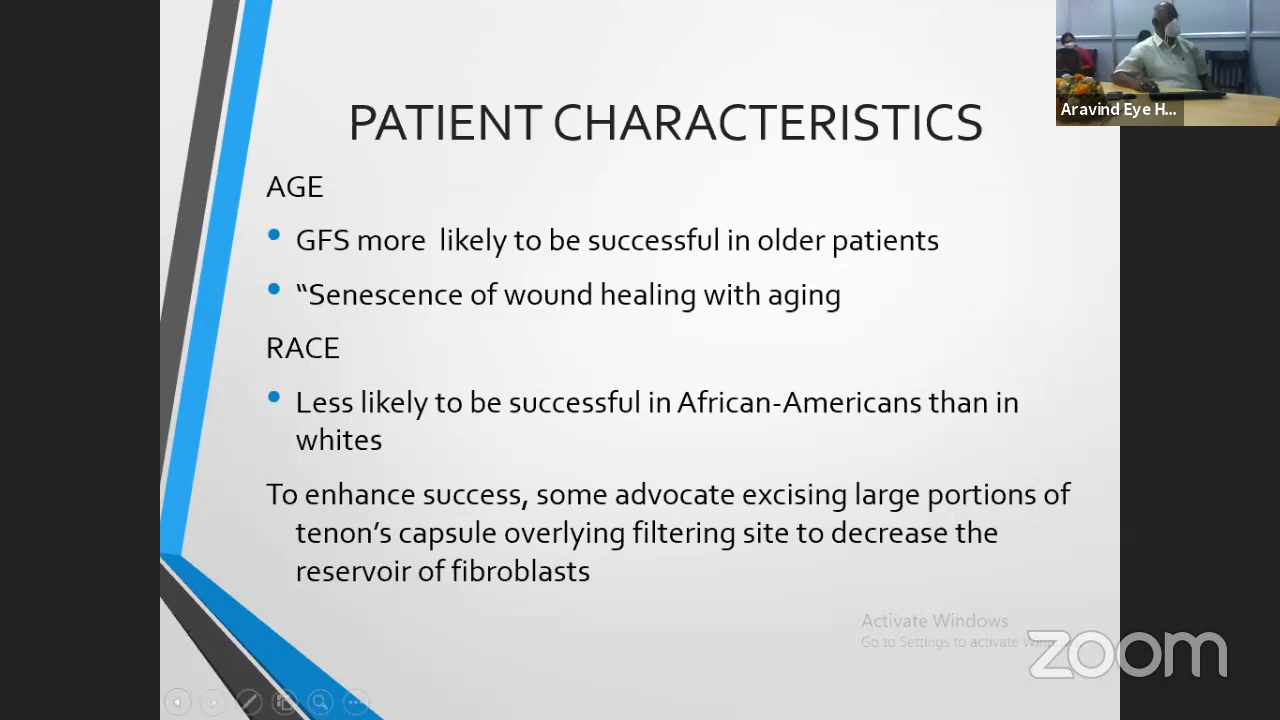 Aravind Eye H...
PATIENT CHARACTERISTICS
AGE
• GFS more likely to be successful in older patients
• “Senescence of wound healing with aging
RACE
• Less likely to be successful in African-Americans than in
whites
To enhance success, some advocate excising large portions of
tenon’s capsule overlying filtering site to decrease the
reservoir of fibroblasts
Activate Windows
Go to Settings to activate
zoom